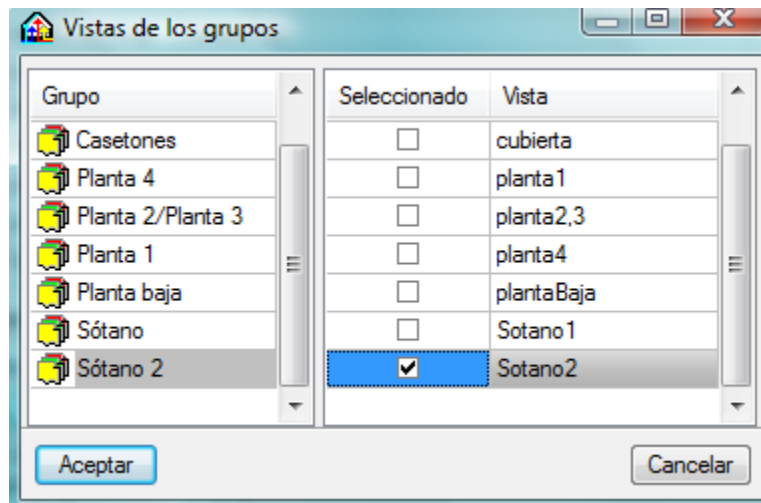 Vistas de los grupos
Grupo Seleccionado Vista
Casetones cubierta
Planta 4 planta1
Planta 2/Planta 3 planta2,3
Planta 1 planta4
Planta baja plantaBaja
Sótano Sotano1
Sótano 2 Sotano2
Aceptar Cancelar